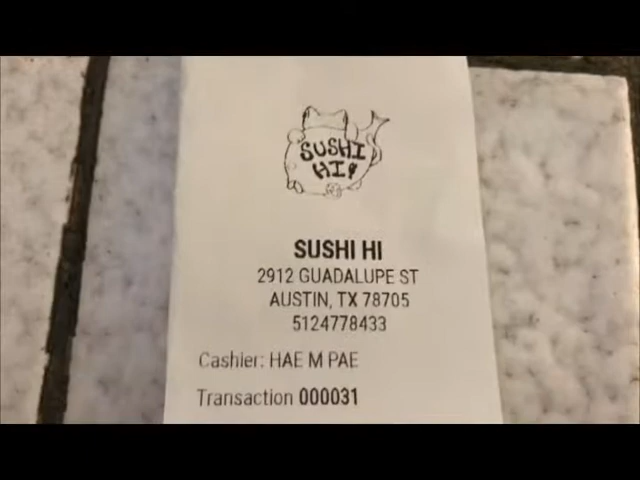 SUSHI
HI
SUSHI HI
2912 GUADALUPE ST
AUSTIN, TX 78705
5124778433
Cashier: HAE M PAE
Transaction 000031